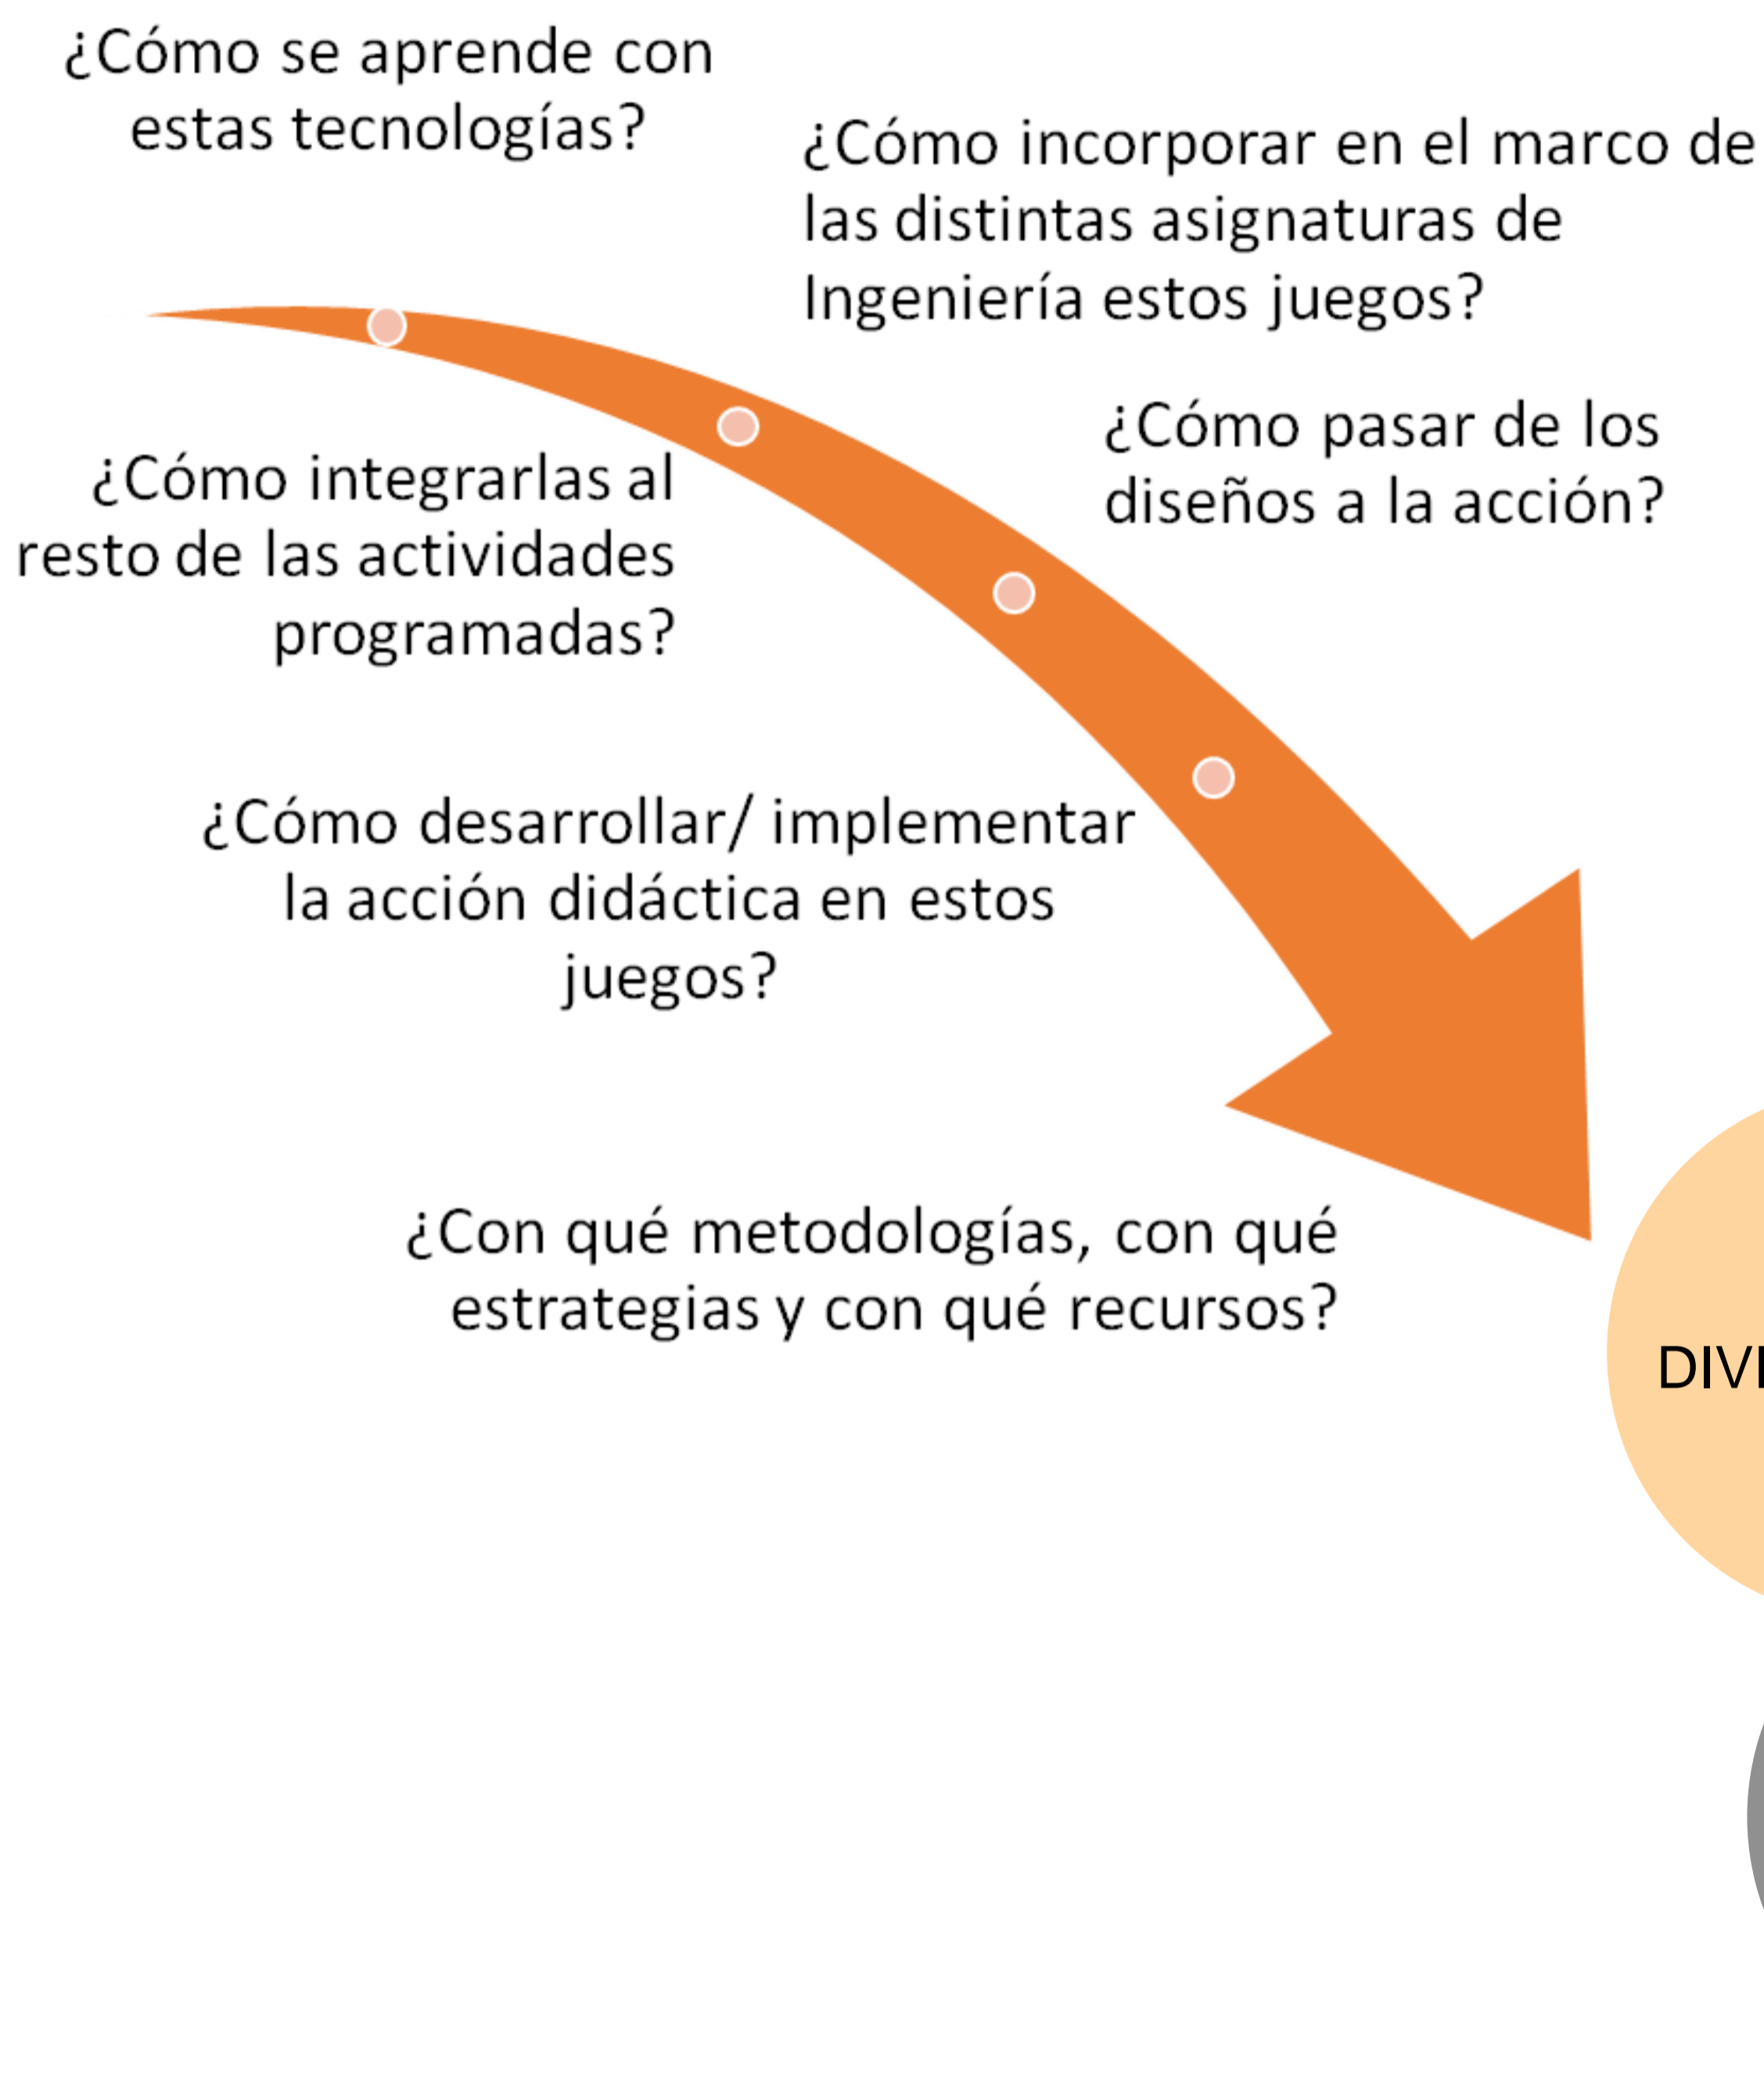 ¿Cómo se aprende con
estas tecnologías?
¿Cómo incorporar en el marco de
las distintas asignaturas de
Ingeniería estos juegos?
¿Cómo integrarlas al
resto de las actividades
programadas?
¿Cómo pasar de los
diseños a la acción?
¿Cómo desarrollar/ implementar
la acción didáctica en estos
juegos?
¿Con qué metodologías, con qué
estrategias y con qué recursos?